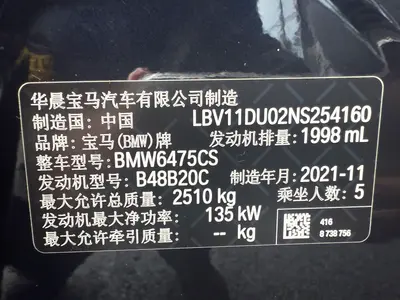 华晨宝马汽车有限公司制造
制造国: 中国 LBV11DU02NS254160
品牌: 宝马(BMW)牌 发动机排量: 1998 mL
整车型号: BMW6475CS
发动机型号: B48B20C 制造年月: 2021-11
最大允许总质量: 2510 kg 乘坐人数: 5
发动机最大净功率: 135 kW
最大允许牵引质量: -- kg
416
8 738 756